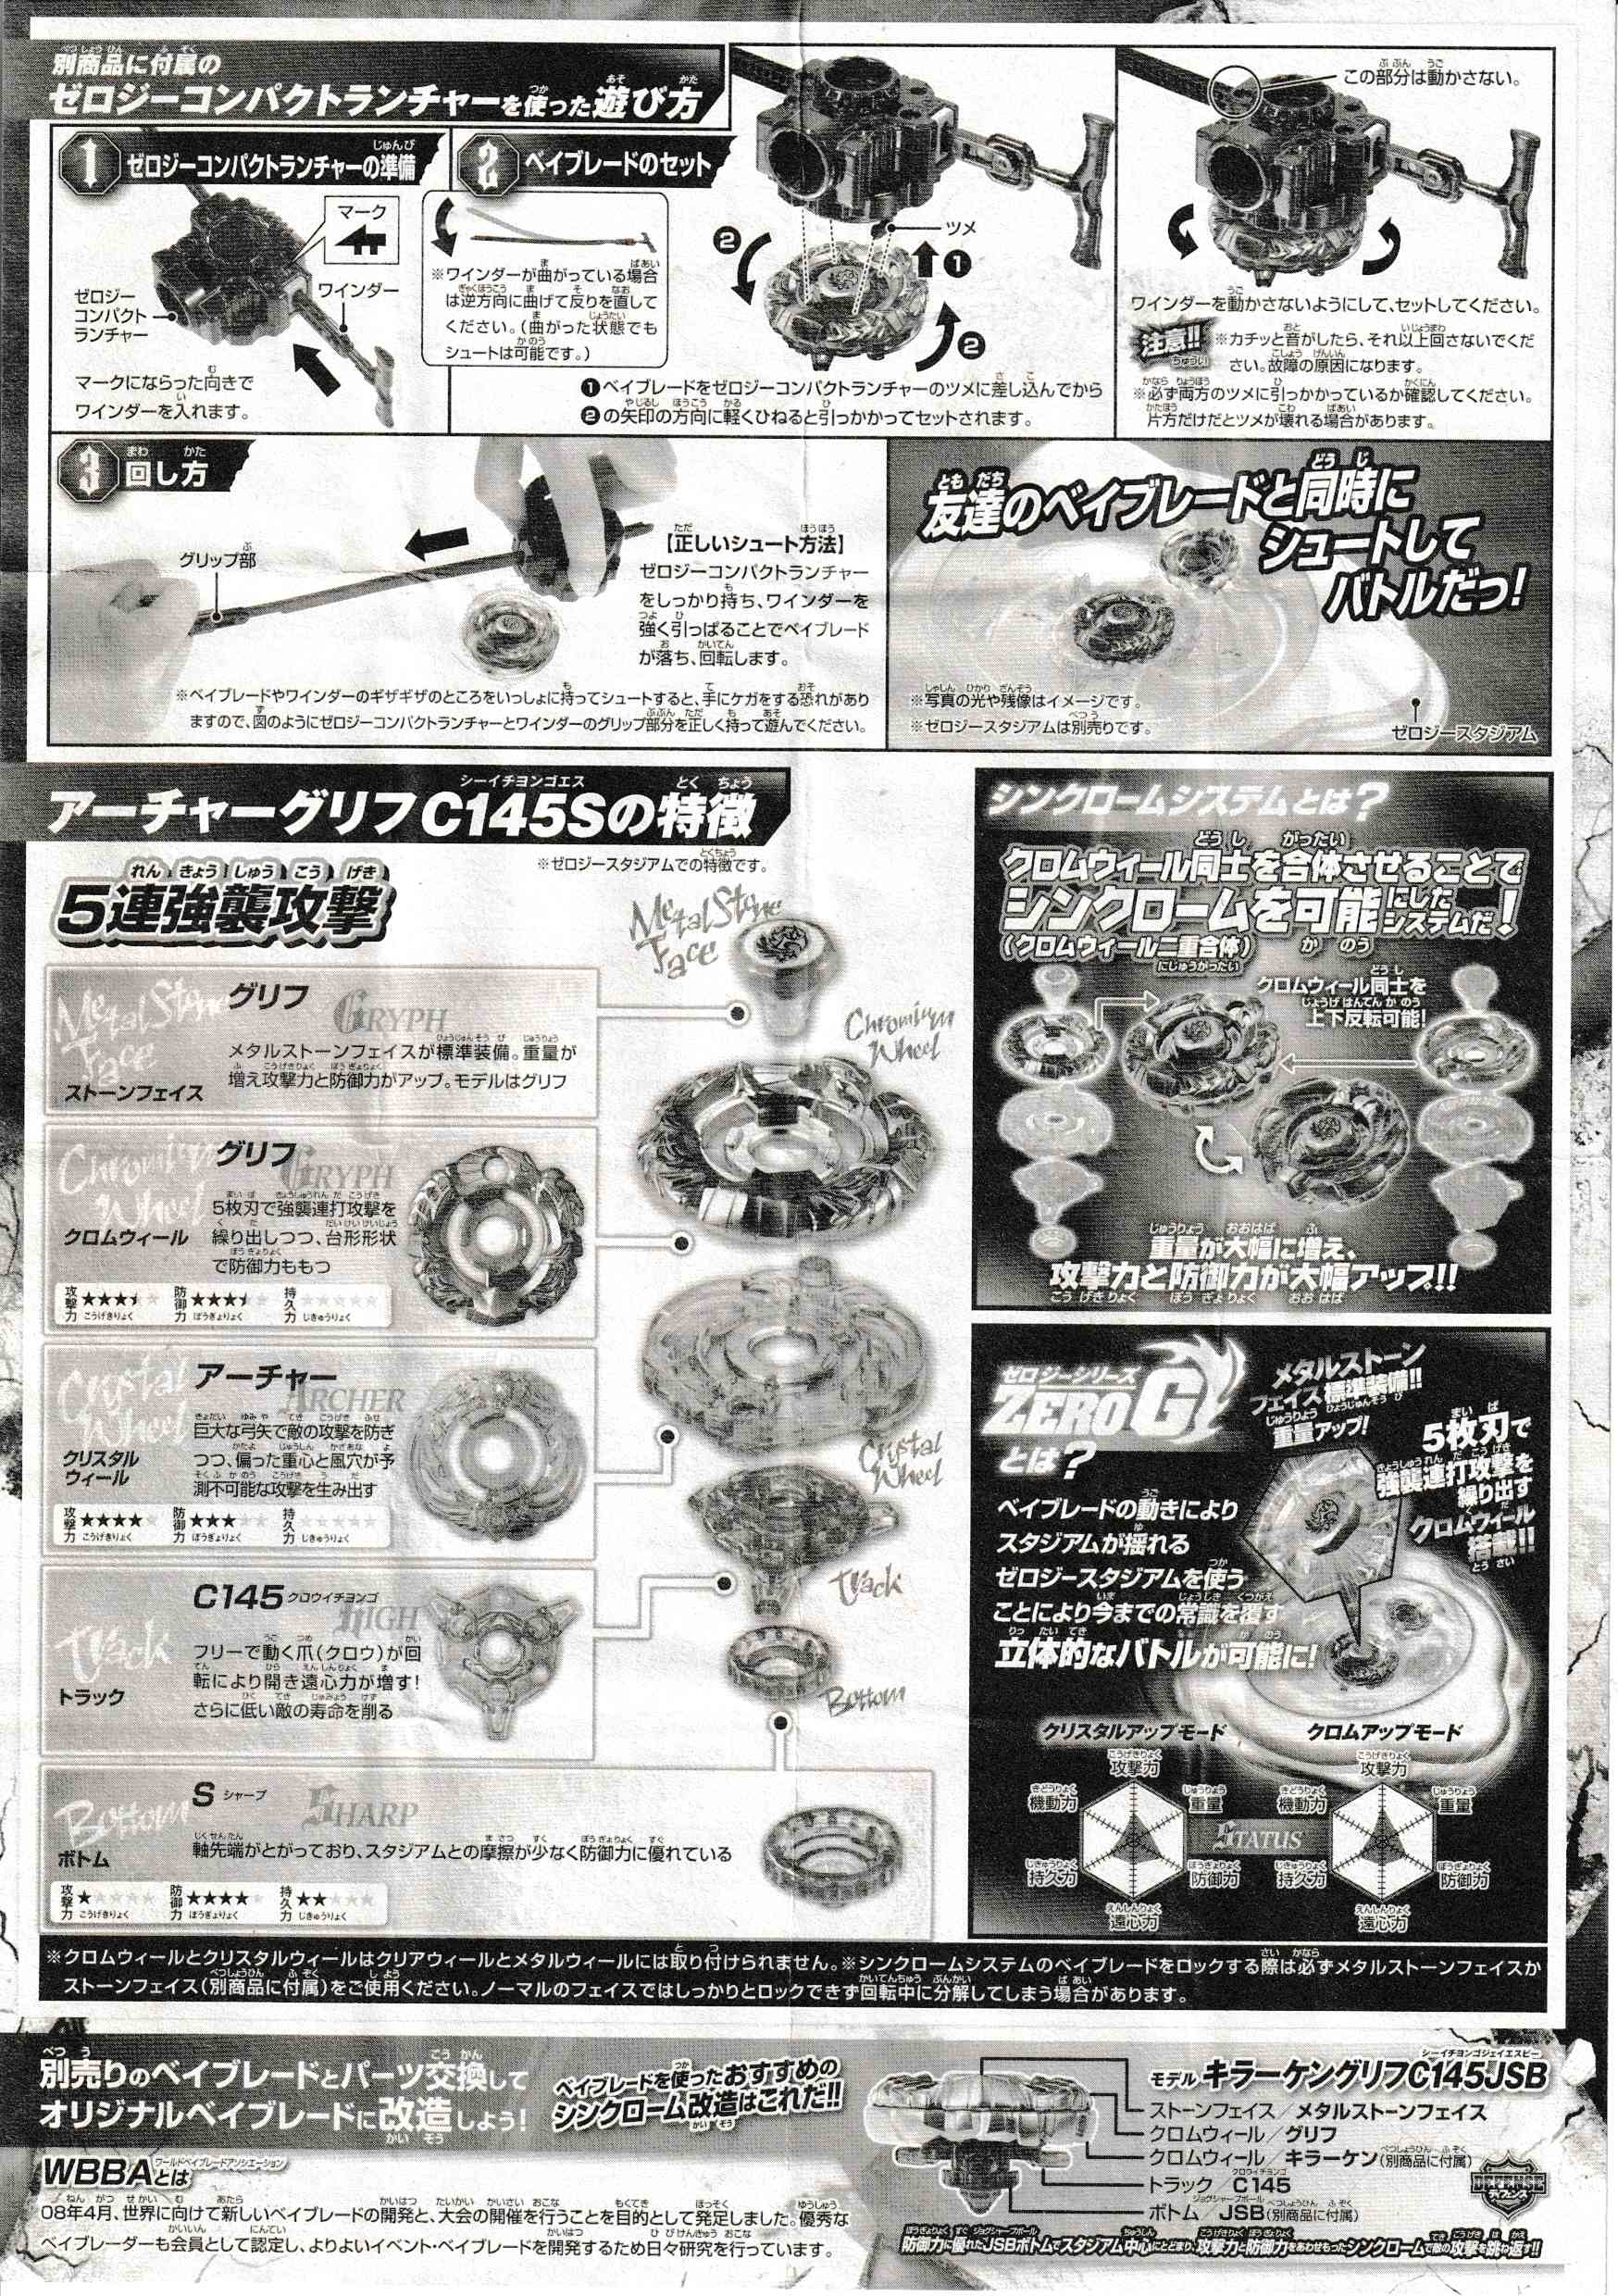 別商品に付属の
ゼロジーコンパクトランチャーを使った遊び方
1 ゼロジーコンパクトランチャーの準備
マーク
ゼロジー
コンパクト
ランチャー
ワインダー
マークにならった向きで
ワインダーを入れます。
2 ベイブレードのセット
※ワインダーが曲がっている場合
は逆方向に曲げて反りを直して
ください。(曲がった状態でも
シュートは可能です。)
ツメ
❶
❷
❷
❶ベイブレードをゼロジーコンパクトランチャーのツメに差し込んでから
❷の矢印の方向に軽くひねると引っかかってセットされます。
この部分は動かさない。
ワインダーを動かさないようにして、セットしてください。
注意!!
※カチッと音がしたら、それ以上回さないでくだ
さい。故障の原因になります。
※必ず両方のツメに引っかかっているか確認してください。
片方だけだとツメが壊れる場合があります。
3 回し方
グリップ部
【正しいシュート方法】
ゼロジーコンパクトランチャー
をしっかり持ち、ワインダーを
強く引っぱることでベイブレード
が落ち、回転します。
※ベイブレードやワインダーのギザギザのところをいっしょに持ってシュートすると、手にケガをする恐れがあり
ますので、図のようにゼロジーコンパクトランチャーとワインダーのグリップ部分を正しく持って遊んでください。
友達のベイブレードと同時に
シュートして
バトルだっ!
※写真の光や残像はイメージです。
※ゼロジースタジアムは別売りです。
ゼロジースタジアム
アーチャーグリフC145Sの特徴
シーイチヨンゴエス
※ゼロジースタジアムでの特徴です。
5連強襲攻撃
Metal Stone
Face
グリフ
GRYPH
ストーンフェイス
メタルストーンフェイスが標準装備。重量が
増え攻撃力と防御力がアップ。モデルはグリフ
Chromium
Wheel
グリフ
GRYPH
クロムウィール
5枚刃で強襲連打攻撃を
繰り出しつつ、台形形状
で防御力ももつ
攻撃力 防御力 持久力
Crystal
Wheel
アーチャー
ARCHER
クリスタル
ウィール
巨大な弓矢で敵の攻撃を防ぎ
つつ、偏った重心と風穴が予
測不可能な攻撃を生み出す
攻撃力★★★★ 防御力★★★ 持久力
Track
C145 クロウイチヨンゴ
HIGH
トラック
フリーで動く爪(クロウ)が回
転により開き遠心力が増す!
さらに低い敵の寿命を削る
Bottom
S シャープ
SHARP
ボトム
軸先端がとがっており、スタジアムとの摩擦が少なく防御力に優れている
攻撃力★ 防御力★★★★ 持久力★★
Metal Stone
Face
Chromium
Wheel
Crystal
Wheel
Track
Bottom
シンクロームシステムとは?
クロムウィール同士を合体させることで
シンクロームを可能にした
システムだ!
(クロムウィール二重合体)
クロムウィール同士を
上下反転可能!
重量が大幅に増え、
攻撃力と防御力が大幅アップ!!
ゼロジーシリーズ
ZERO G
とは?
メタルストーン
フェイス標準装備!!
重量アップ!
5枚刃で
強襲連打攻撃を
繰り出す
クロムウィール
搭載!!
ベイブレードの動きにより
スタジアムが揺れる
ゼロジースタジアムを使う
ことにより今までの常識を覆す
立体的なバトルが可能に!
クリスタルアップモード
クロムアップモード
攻撃力
重量
防御力
遠心力
持久力
機動力
STATUS
攻撃力
重量
防御力
遠心力
持久力
機動力
※クロムウィールとクリスタルウィールはクリアウィールとメタルウィールには取り付けられません。※シンクロームシステムのベイブレードをロックする際は必ずメタルストーンフェイスか
ストーンフェイス(別商品に付属)をご使用ください。ノーマルのフェイスではしっかりとロックできず回転中に分解してしまう場合があります。
別売りのベイブレードとパーツ交換して
オリジナルベイブレードに改造しよう!
ベイブレードを使ったおすすめの
シンクローム改造はこれだ!!
WBBAとは
ワールドベイブレードアソシエーション
08年4月、世界に向けて新しいベイブレードの開発と、大会の開催を行うことを目的として発足しました。優秀な
ベイブレーダーも会員として認定し、よりよいイベント・ベイブレードを開発するため日々研究を行っています。
シーイチヨンゴジェイエスビー
モデル キラーケングリフC145JSB
ストーンフェイス/メタルストーンフェイス
クロムウィール/グリフ
クロムウィール/キラーケン(別商品に付属)
トラック/C145
ボトム/JSB(別商品に付属)
DEFENSE
ディフェンス
防御力に優れたJSBボトムでスタジアム中心にとどまり、攻撃力と防御力をあわせもったシンクロームで敵の攻撃を跳ね返す!!